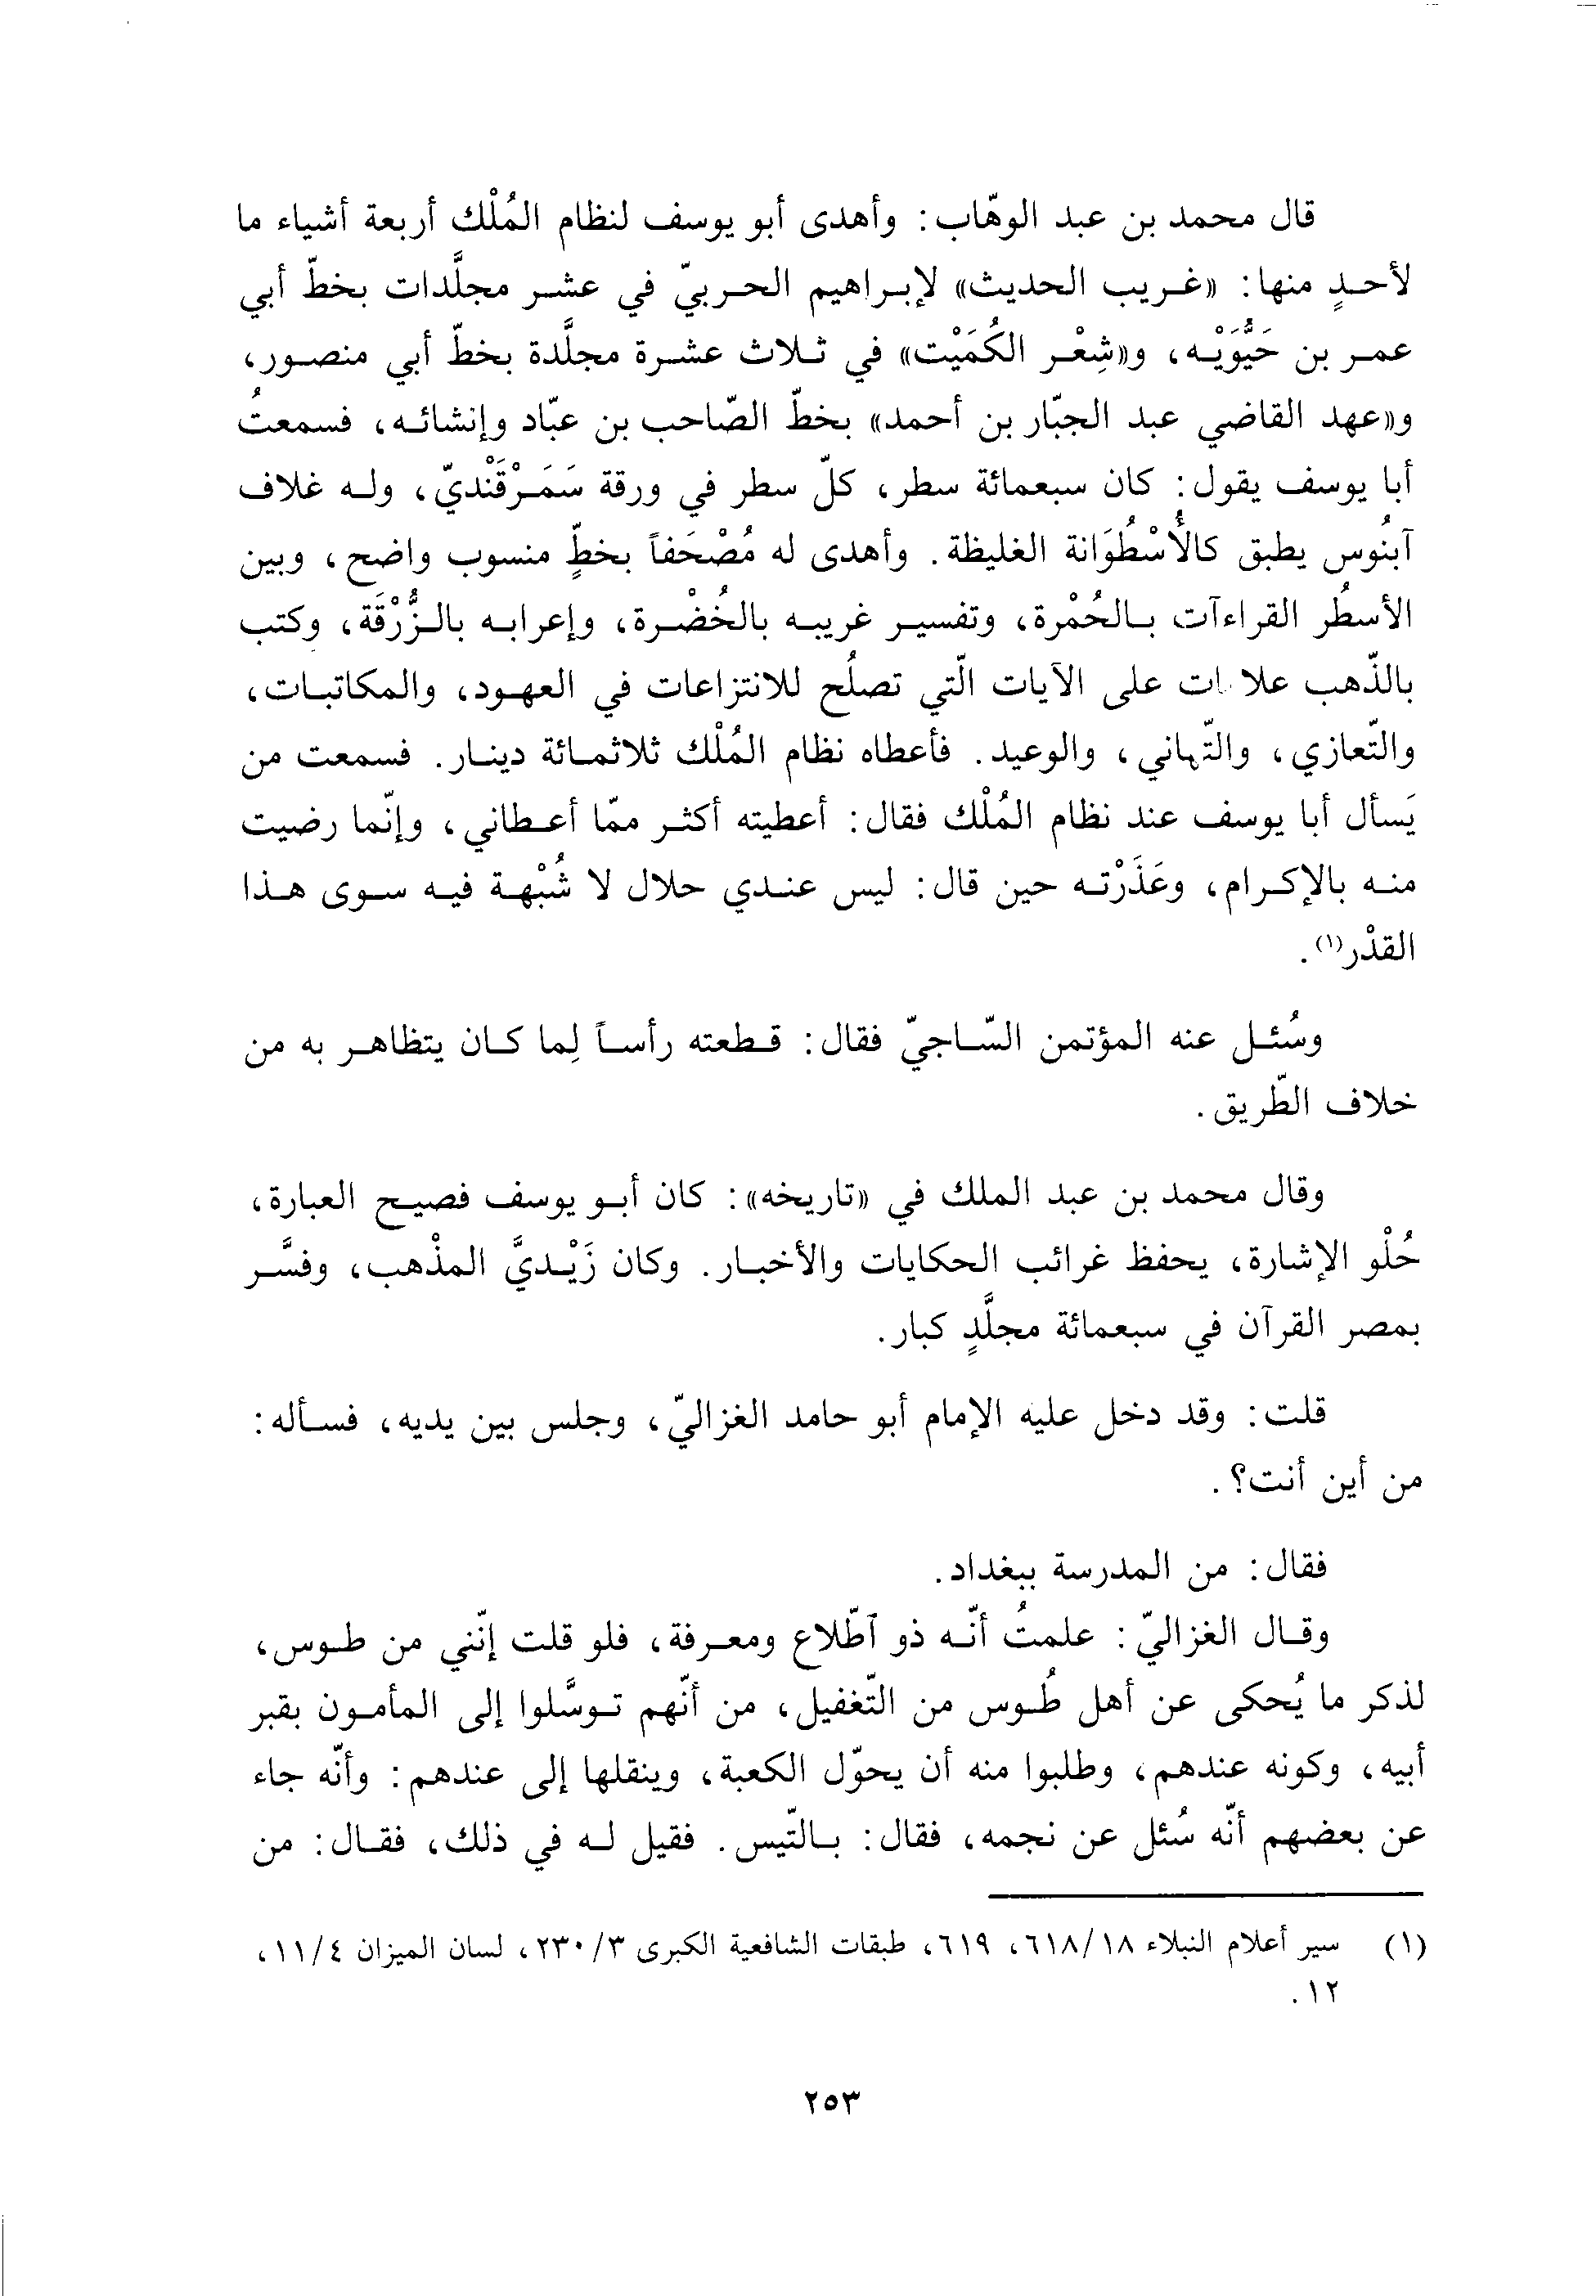 قال محمد بن عبد الوهّاب: وأهدى أبو يوسف لنظام المُلْك أربعة أشياء ما
لأحدٍ منها: «غريب الحديث» لإبراهيم الحربيّ في عشر مجلَّدات بخطّ أبي
عمر بن حَيُّوَيْه، و«شِعْر الكُمَيْت» في ثلاث عشرة مجلَّدة بخطّ أبي منصور،
و«عهد القاضي عبد الجبّار بن أحمد» بخطّ الصّاحب بن عبّاد وإنشائه، فسمعتُ
أبا يوسف يقول: كان سبعمائة سطر، كلّ سطر في ورقة سَمَرْقَنْديّ، وله غلاف
آبنُوس يطبق كالأُسْطُوَانة الغليظة. وأهدى له مُصْحَفاً بخطٍّ منسوب واضح، وبين
الأسطُر القراءآت بالحُمْرة، وتفسير غريبه بالخُضْرة، وإعرابه بالزُّرْقَة، وكتب
بالذّهب علا ات على الآيات الّتي تصلُح للانتزاعات في العهود، والمكاتبات،
والتّعازي، والتّهاني، والوعيد. فأعطاه نظام المُلْك ثلاثمائة دينار. فسمعت من
يَسأل أبا يوسف عند نظام المُلْك فقال: أعطيته أكثر ممّا أعطاني، وإنّما رضيت
منه بالإكرام، وعَذَرْته حين قال: ليس عندي حلال لا شُبْهة فيه سوى هذا
القدْر(١).
وسُئل عنه المؤتمن السّاجيّ فقال: قطعته رأساً لِما كان يتظاهر به من
خلاف الطّريق.
وقال محمد بن عبد الملك في «تاريخه»: كان أبو يوسف فصيح العبارة،
حُلْو الإشارة، يحفظ غرائب الحكايات والأخبار. وكان زَيْديَّ المذْهب، وفسَّر
بمصر القرآن في سبعمائة مجلَّدٍ كبار.
قلت: وقد دخل عليه الإمام أبو حامد الغزاليّ، وجلس بين يديه، فسأله:
من أين أنت؟.
فقال: من المدرسة ببغداد.
وقال الغزاليّ: علمتُ أنّه ذو آطّلاع ومعرفة، فلو قلت إنّني من طوس،
لذكر ما يُحكى عن أهل طُوس من التّغفيل، من أنّهم توسَّلوا إلى المأمون بقبر
أبيه، وكونه عندهم، وطلبوا منه أن يحوّل الكعبة، وينقلها إلى عندهم: وأنّه جاء
عن بعضهم أنّه سُئل عن نجمه، فقال: بالتّيس. فقيل له في ذلك، فقال: من
(١) سير أعلام النبلاء ٦١٨/١٨، ٦١٩، طبقات الشافعية الكبرى ٢٣٠/٣، لسان الميزان ١١/٤،
١٢.
٢٥٣